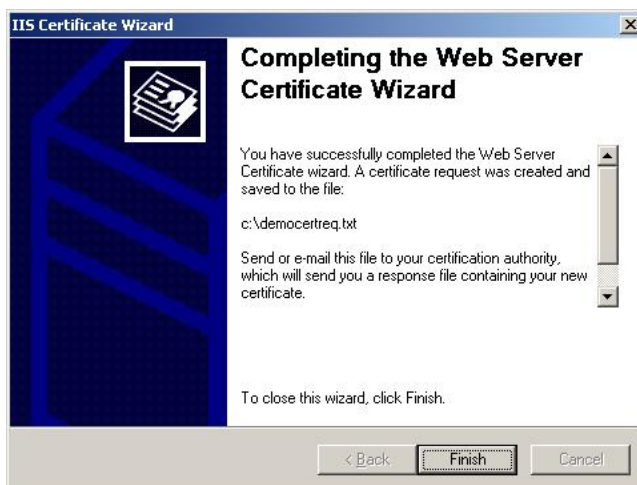 IIS Certificate Wizard
Completing the Web Server
Certificate Wizard
You have successfully completed the Web Server
Certificate wizard. A certificate request was created and
saved to the file:
c:\democertreq.txt
Send or e-mail this file to your certification authority,
which will send you a response file containing your new
certificate.
To close this wizard, click Finish.
< Back
Finish
Cancel